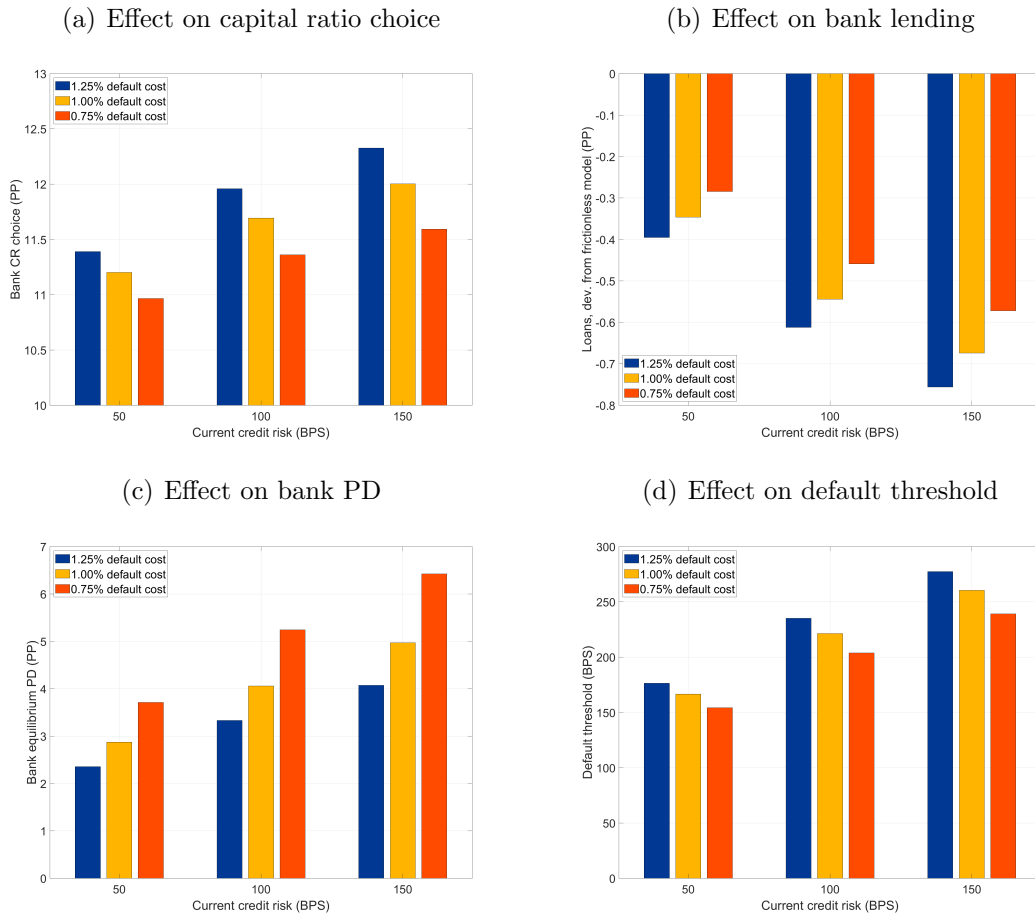 (a) Effect on capital ratio choice
13
12.5
12
11.5
11
10.5
10
Bank CR choice (PP)
1.25% default cost
1.00% default cost
0.75% default cost
50
100
150
Current credit risk (BPS)
(b) Effect on bank lending
0
-0.1
-0.2
-0.3
-0.4
-0.5
-0.6
-0.7
-0.8
Loans, dev. from frictionless model (PP)
1.25% default cost
1.00% default cost
0.75% default cost
50
100
150
Current credit risk (BPS)
(c) Effect on bank PD
7
6
5
4
3
2
1
0
Bank equilibrium PD (PP)
1.25% default cost
1.00% default cost
0.75% default cost
50
100
150
Current credit risk (BPS)
(d) Effect on default threshold
300
250
200
150
100
50
0
Default threshold (BPS)
1.25% default cost
1.00% default cost
0.75% default cost
50
100
150
Current credit risk (BPS)